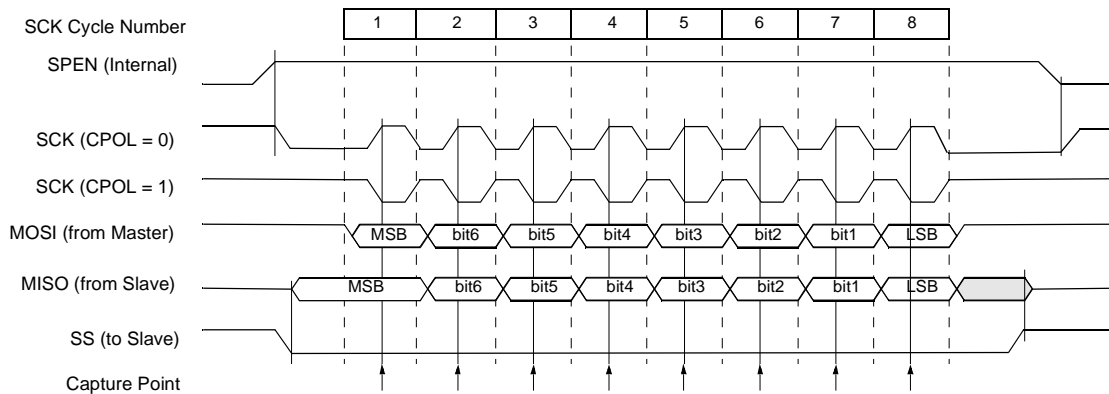 SCK Cycle Number 1 2 3 4 5 6 7 8
SPEN (Internal)
SCK (CPOL = 0)
SCK (CPOL = 1)
MOSI (from Master) MSB bit6 bit5 bit4 bit3 bit2 bit1 LSB
MISO (from Slave) MSB bit6 bit5 bit4 bit3 bit2 bit1 LSB
SS (to Slave)
Capture Point